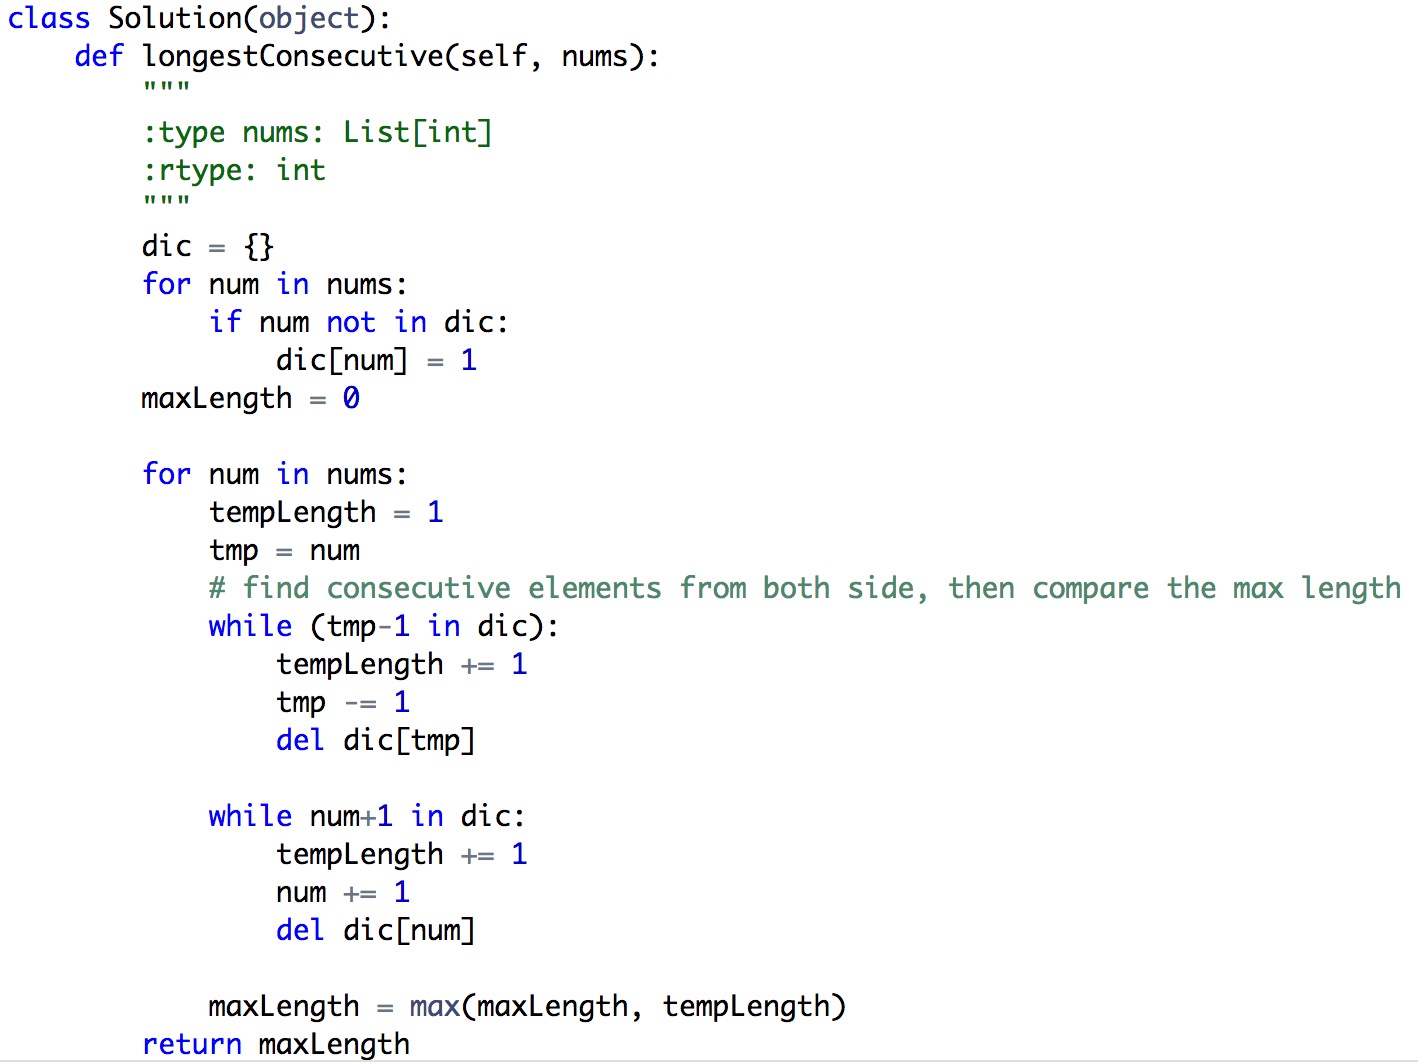 class Solution(object):
    def longestConsecutive(self, nums):
        """
        :type nums: List[int]
        :rtype: int
        """
        dic = {}
        for num in nums:
            if num not in dic:
                dic[num] = 1
        maxLength = 0

        for num in nums:
            tempLength = 1
            tmp = num
            # find consecutive elements from both side, then compare the max length
            while (tmp-1 in dic):
                tempLength += 1
                tmp -= 1
                del dic[tmp]

            while num+1 in dic:
                tempLength += 1
                num += 1
                del dic[num]

            maxLength = max(maxLength, tempLength)
        return maxLength